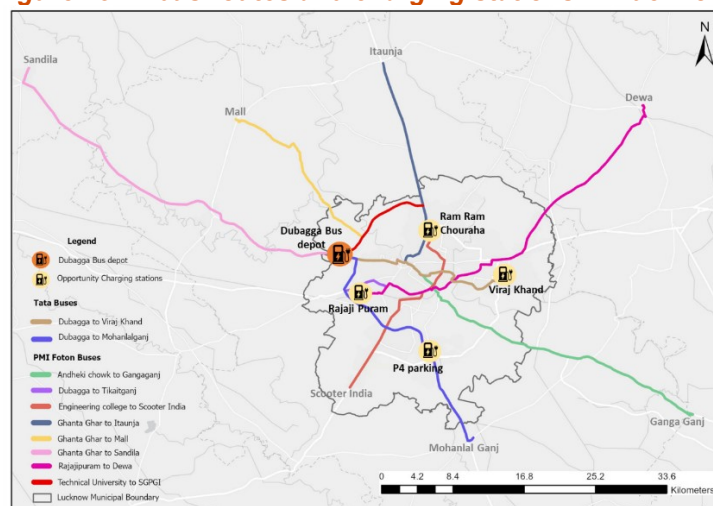 Sandila
Itaunja
N
Mall
Dewa
Dubagga Bus
depot
Ram Ram
Chouraha
Viraj Khand
Rajaji Puram
P4 parking
Scooter India
Mohanlal Ganj
Ganga Ganj
Legend
Dubagga Bus depot
Opportunity Charging stations
Tata Buses
Dubagga to Viraj Khand
Dubagga to Mohanlalganj
PMI Foton Buses
Andheki chowk to Gangaganj
Dubagga to Tikaitganj
Engineering college to Scooter India
Ghanta Ghar to Itaunja
Ghanta Ghar to Mall
Ghanta Ghar to Sandila
Rajajipuram to Dewa
Technical University to SGPGI
Lucknow Municipal Boundary
0 4.2 8.4 16.8 25.2 33.6
Kilometers